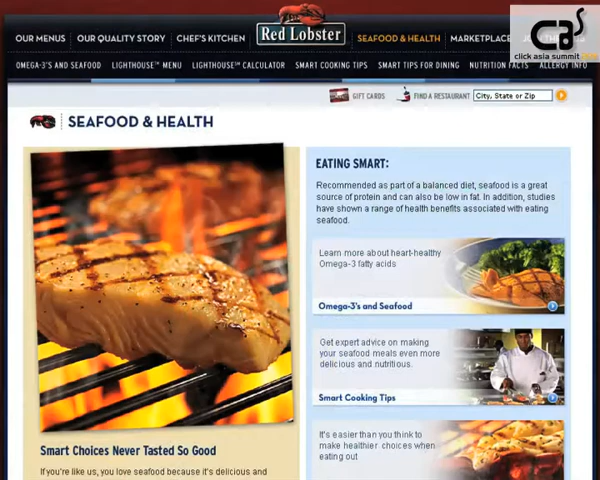 OUR MENUS
OUR QUALITY STORY
CHEF'S KITCHEN
Red Lobster
SEAFOOD & HEALTH
MARKETPLACE
click asia summit
OMEGA-3'S AND SEAFOOD
LIGHTHOUSE™ MENU
LIGHTHOUSE™ CALCULATOR
SMART COOKING TIPS
SMART TIPS FOR DINING
NUTRITION FACTS
ALLERGY INFO
GIFT CARDS
FIND A RESTAURANT
City, State or Zip
SEAFOOD & HEALTH
Smart Choices Never Tasted So Good
If you're like us, you love seafood because it's delicious and
EATING SMART:
Recommended as part of a balanced diet, seafood is a great
source of protein and can also be low in fat. In addition, studies
have shown a range of health benefits associated with eating
seafood.
Learn more about heart-healthy
Omega-3 fatty acids
Omega-3's and Seafood
Get expert advice on making
your seafood meals even more
delicious and nutritious.
Smart Cooking Tips
It's easier than you think to
make healthier choices when
eating out